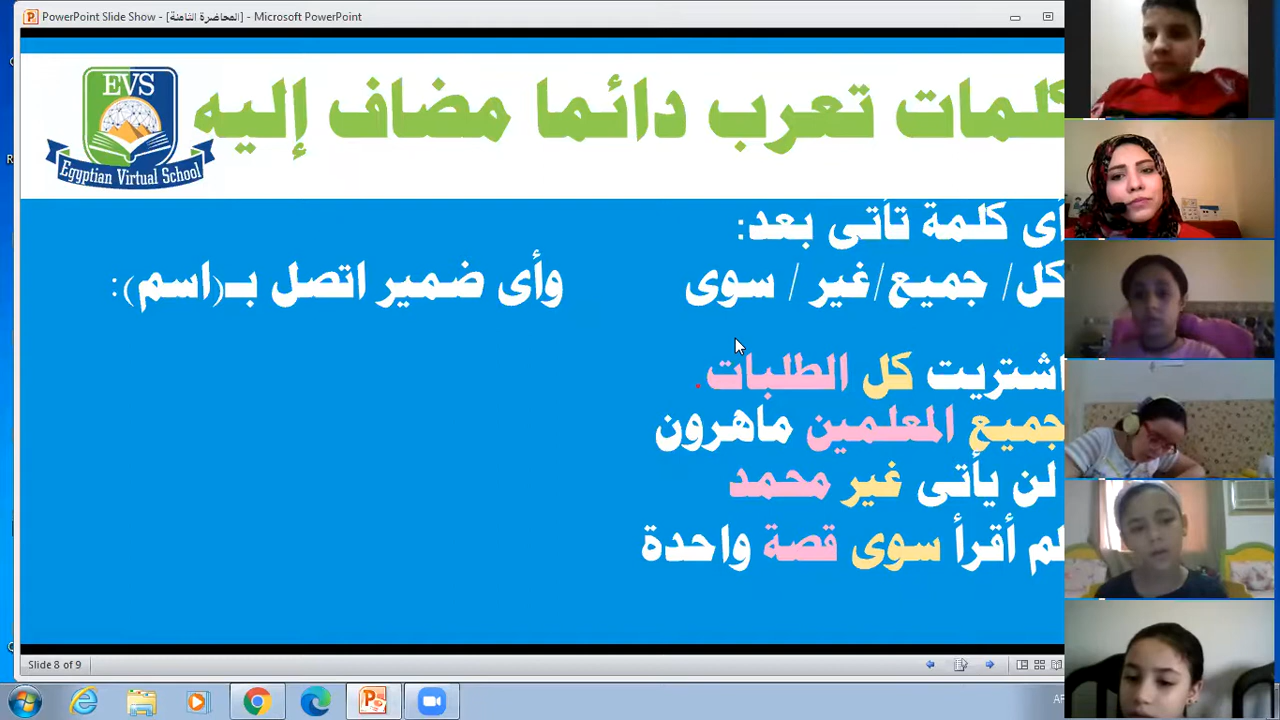 PowerPoint Slide Show - [المحاضرة الثامنة] - Microsoft PowerPoint
EVS
Egyptian Virtual School
كلمات تعرب دائما مضاف إليه
أى كلمة تأتى بعد:
كل/ جميع/غير / سوى وأى ضمير اتصل بـ(اسم):
اشتريت كل الطلبات.
جميع المعلمين ماهرون
لن يأتى غير محمد
لم أقرأ سوى قصة واحدة
Slide 8 of 9